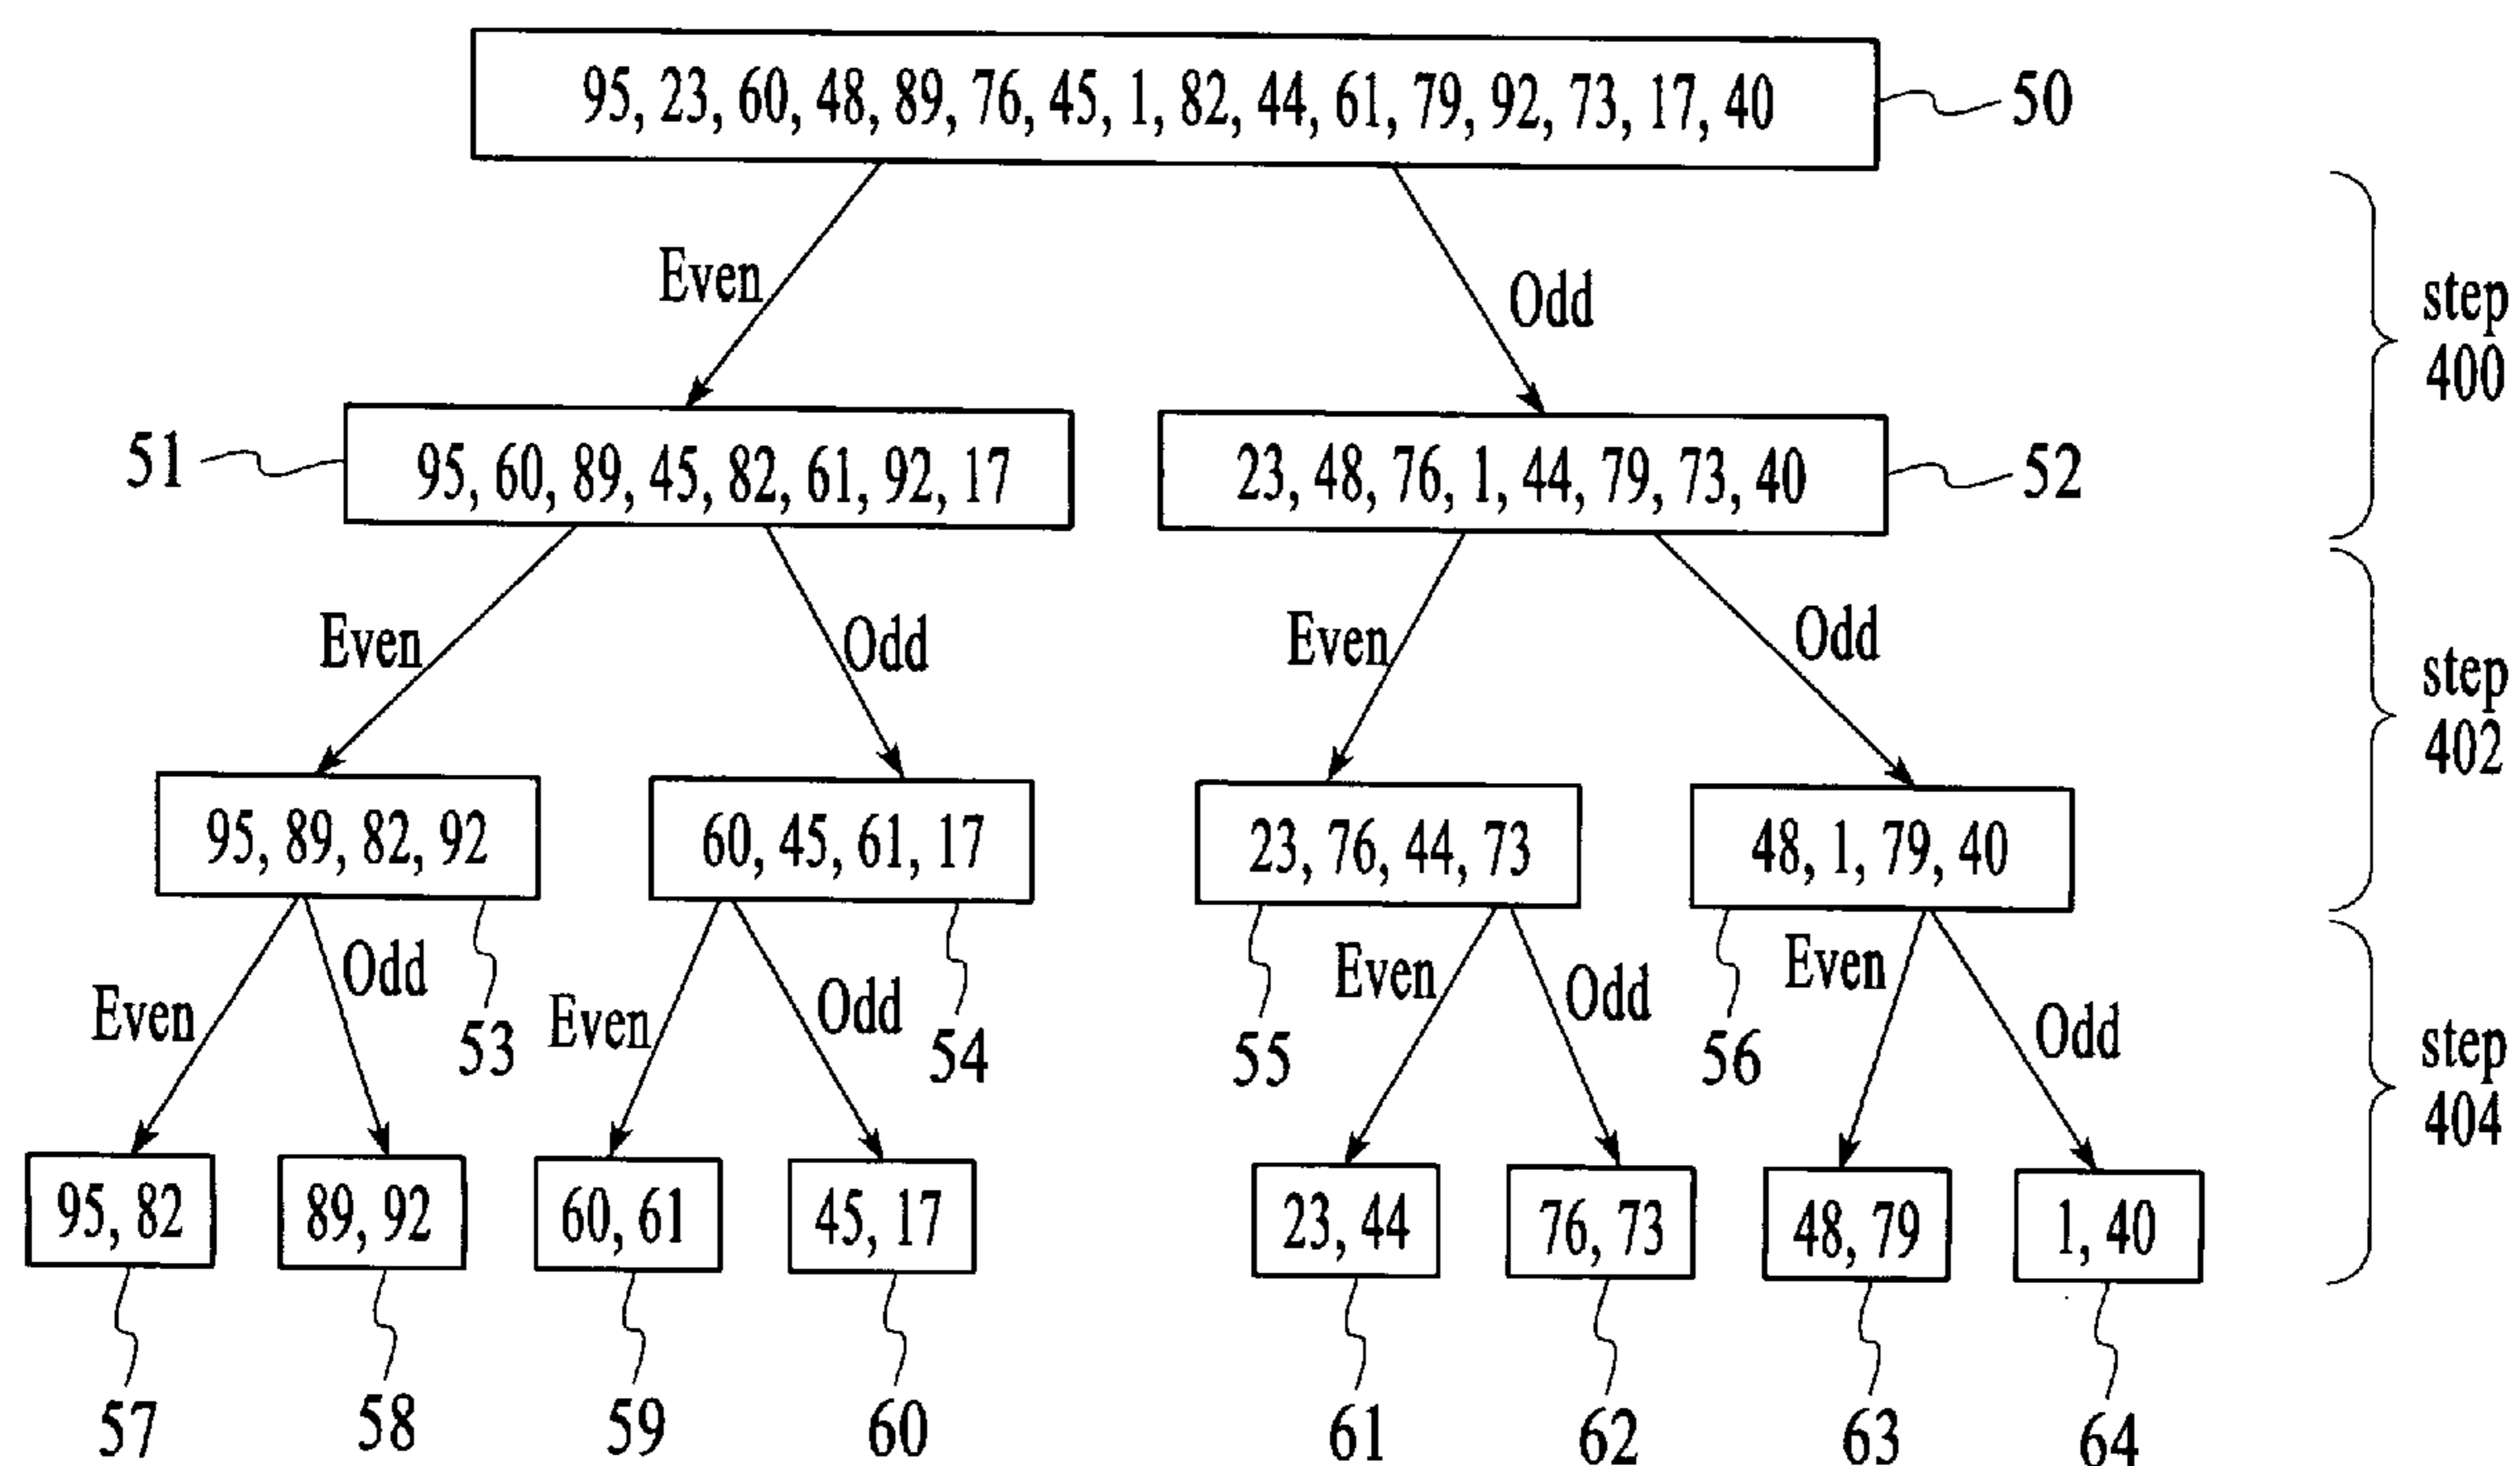 95, 23, 60, 48, 89, 76, 45, 1, 82, 44, 61, 79, 92, 73, 17, 40
50
Even
Odd
step
400
51
95, 60, 89, 45, 82, 61, 92, 17
23, 48, 76, 1, 44, 79, 73, 40
52
Even
Odd
Even
Odd
step
402
95, 89, 82, 92
60, 45, 61, 17
23, 76, 44, 73
48, 1, 79, 40
Even
Odd
53
Even
Odd
54
55
Even
Odd
56
Even
Odd
step
404
95, 82
89, 92
60, 61
45, 17
23, 44
76, 73
48, 79
1, 40
57
58
59
60
61
62
63
64